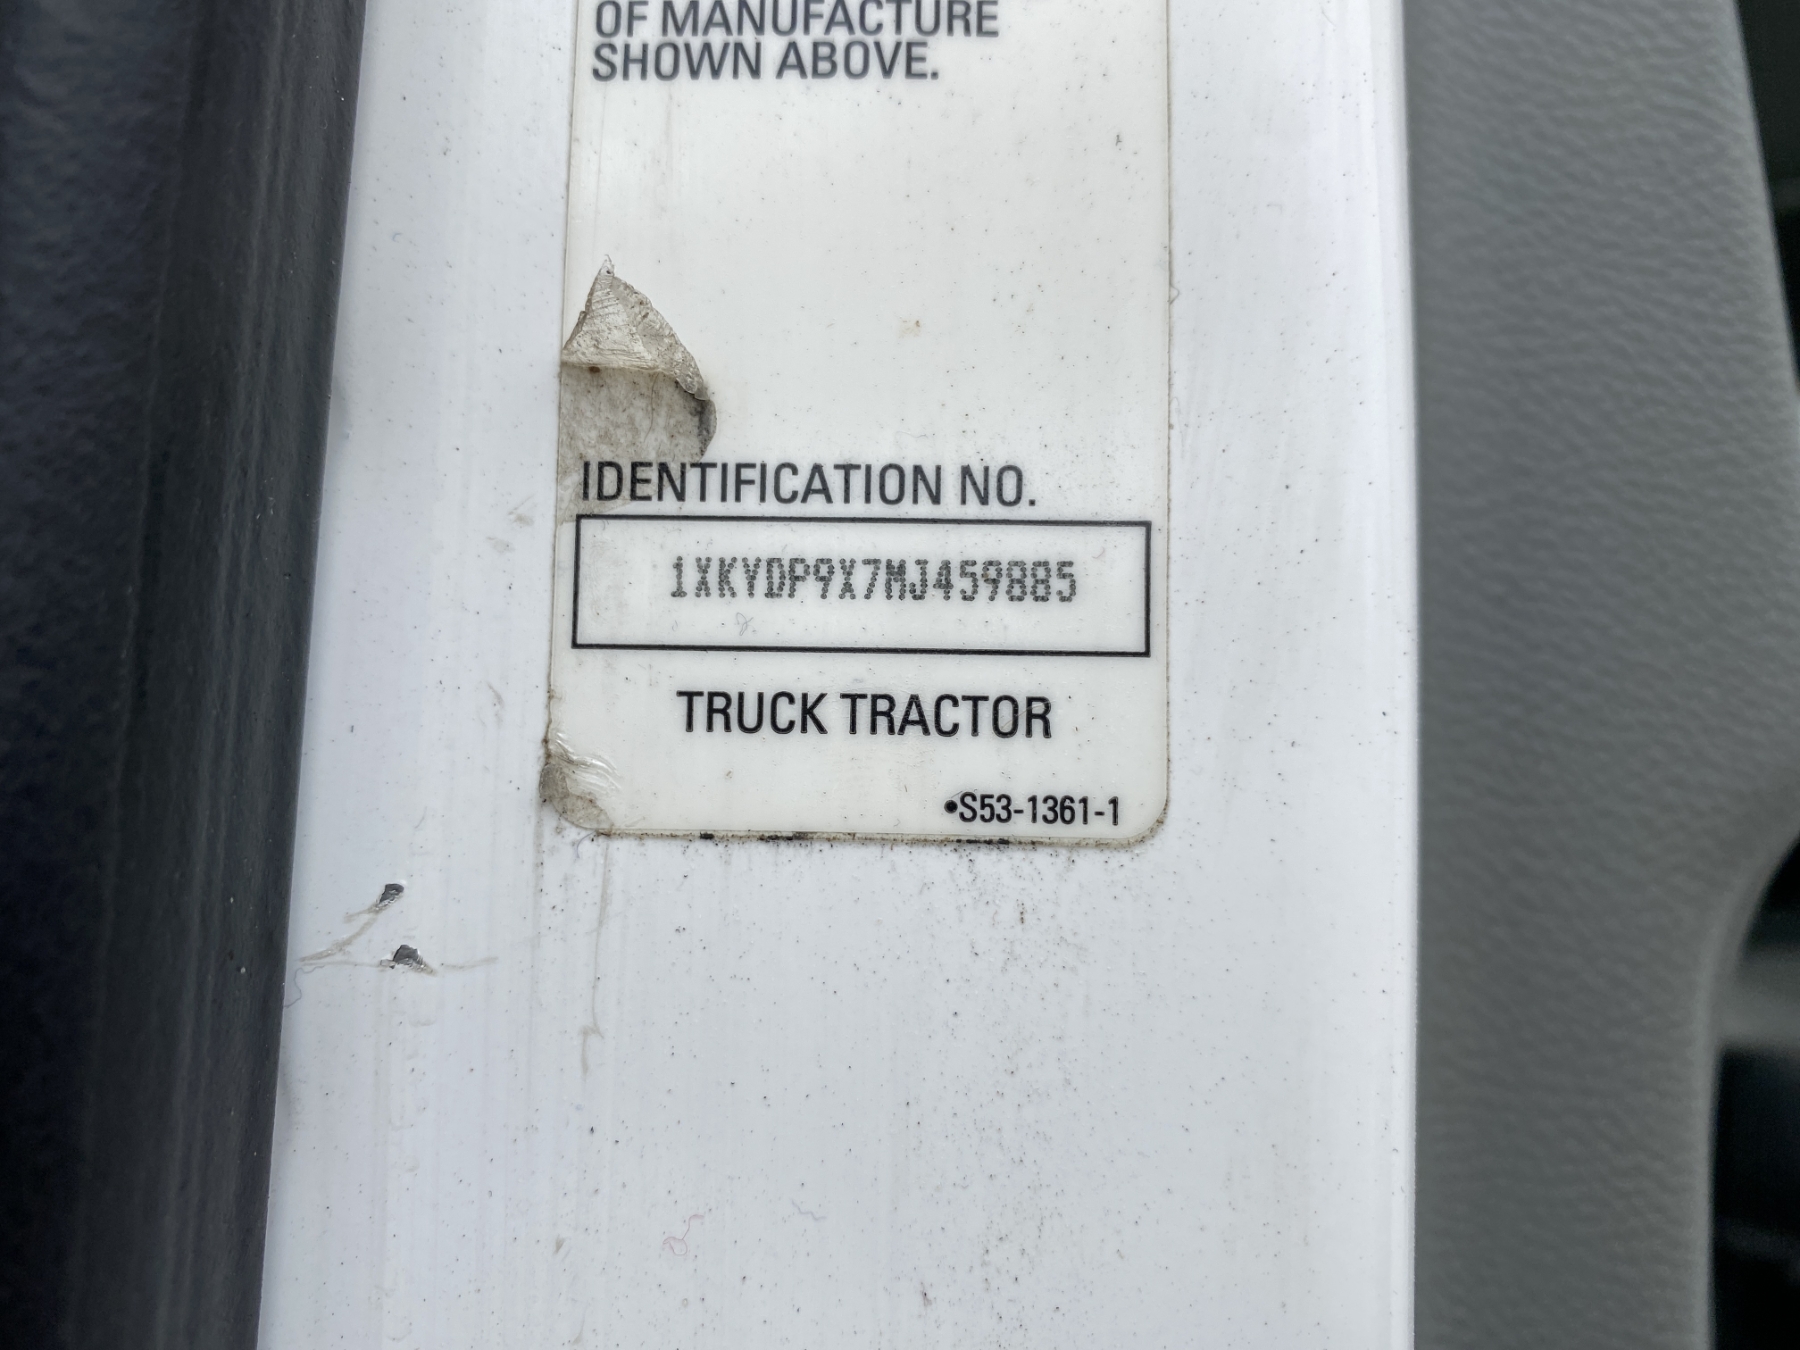 OF MANUFACTURE
SHOWN ABOVE.
IDENTIFICATION NO.
1XKYDP9X7MJ459885
TRUCK TRACTOR
•S53-1361-1